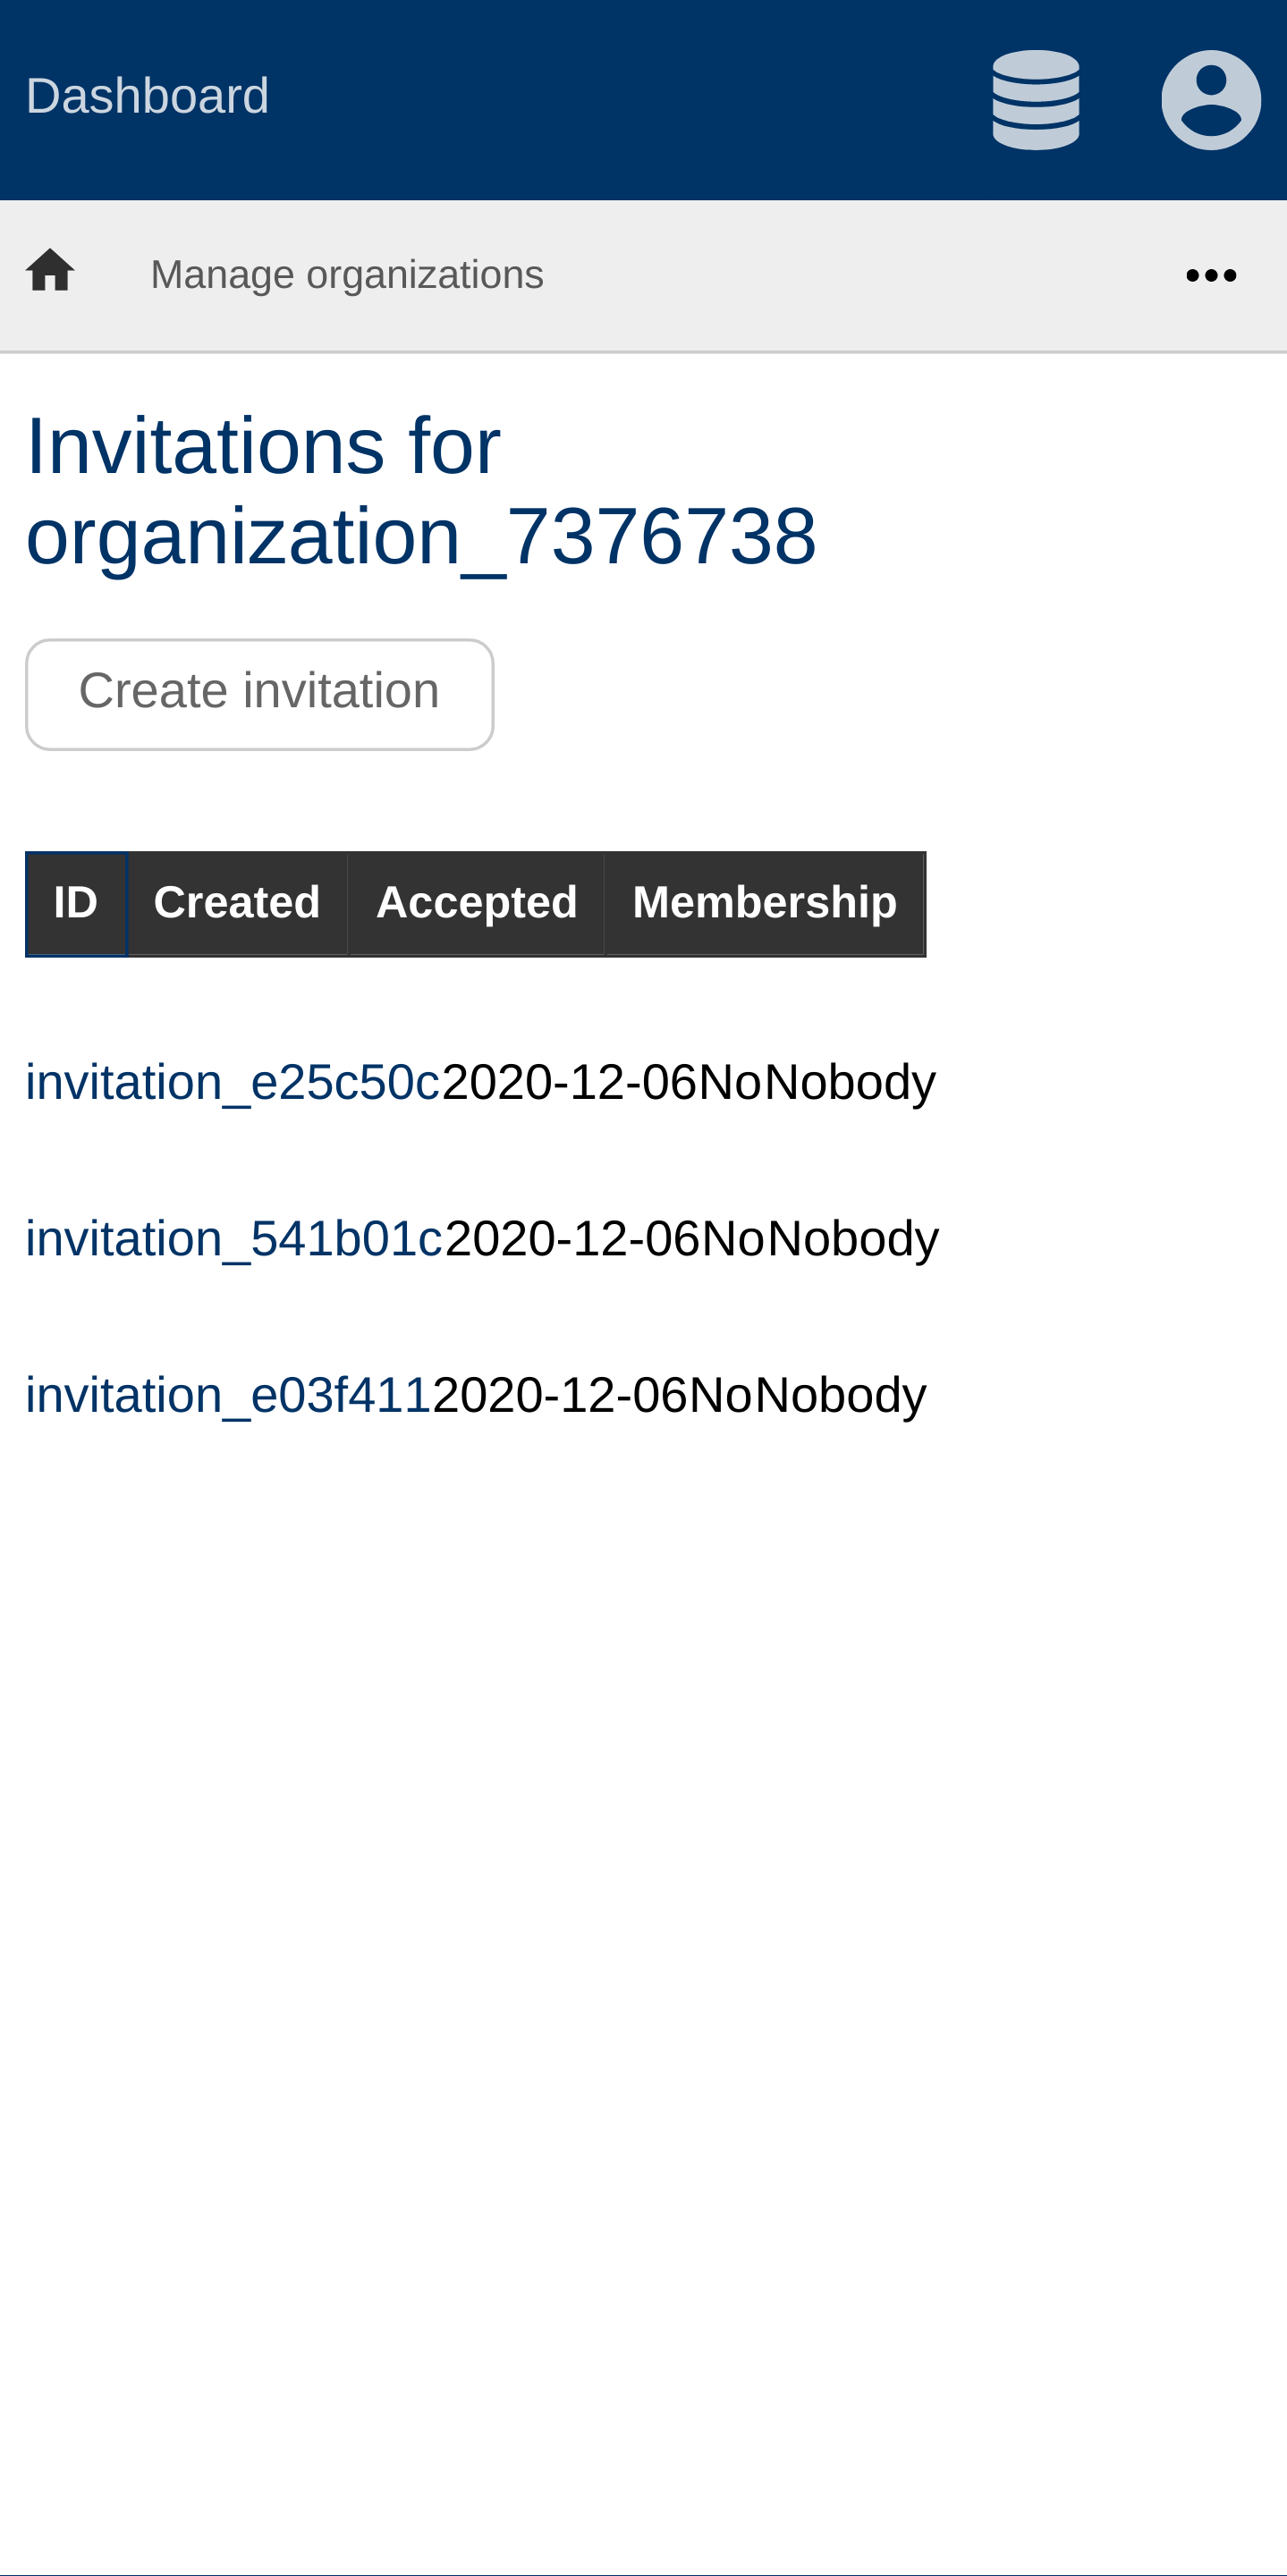 Dashboard
Manage organizations
Invitations for
organization_7376738
Create invitation
ID Created Accepted Membership
invitation_e25c50c2020-12-06NoNobody
invitation_541b01c2020-12-06NoNobody
invitation_e03f4112020-12-06NoNobody